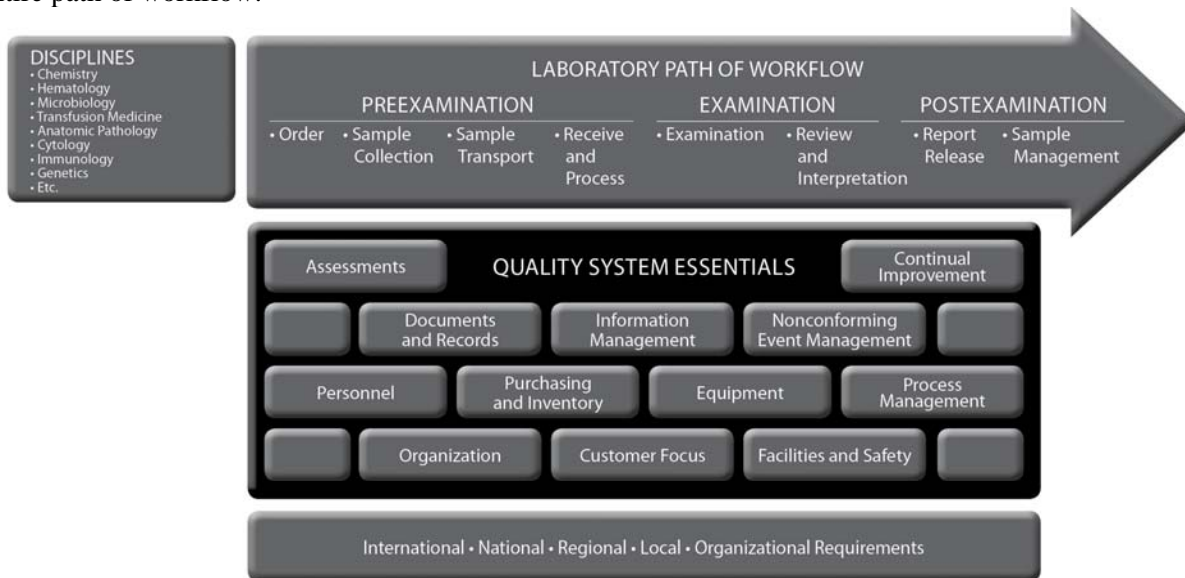 path of workflow.
DISCIPLINES
• Chemistry
• Hematology
• Microbiology
• Transfusion Medicine
• Anatomic Pathology
• Cytology
• Immunology
• Genetics
• Etc.
LABORATORY PATH OF WORKFLOW
PREEXAMINATION
• Order
• Sample
Collection
• Sample
Transport
• Receive
and
Process
EXAMINATION
• Examination
• Review
and
Interpretation
POSTEXAMINATION
• Report
Release
• Sample
Management
Assessments
QUALITY SYSTEM ESSENTIALS
Continual
Improvement
Documents
and Records
Information
Management
Nonconforming
Event Management
Personnel
Purchasing
and Inventory
Equipment
Process
Management
Organization
Customer Focus
Facilities and Safety
International • National • Regional • Local • Organizational Requirements